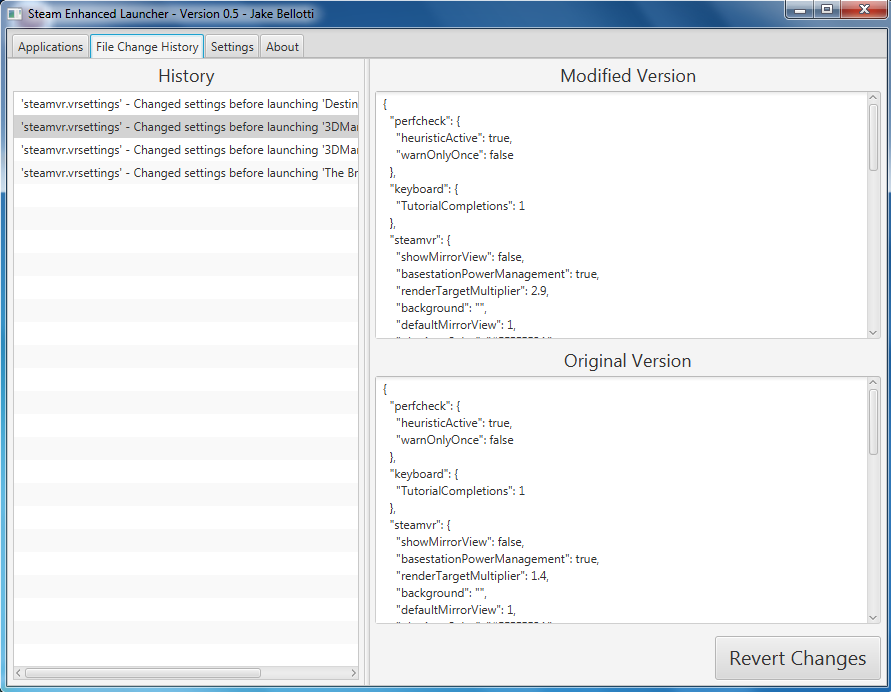 Steam Enhanced Launcher - Version 0.5 - Jake Bellotti
Applications File Change History Settings About
History
'steamvr.vrsettings' - Changed settings before launching 'Destin
'steamvr.vrsettings' - Changed settings before launching '3DMar
'steamvr.vrsettings' - Changed settings before launching '3DMar
'steamvr.vrsettings' - Changed settings before launching 'The Br
Modified Version
{
"perfcheck": {
"heuristicActive": true,
"warnOnlyOnce": false
},
"keyboard": {
"TutorialCompletions": 1
},
"steamvr": {
"showMirrorView": false,
"basestationPowerManagement": true,
"renderTargetMultiplier": 2.9,
"background": "",
"defaultMirrorView": 1,
Original Version
{
"perfcheck": {
"heuristicActive": true,
"warnOnlyOnce": false
},
"keyboard": {
"TutorialCompletions": 1
},
"steamvr": {
"showMirrorView": false,
"basestationPowerManagement": true,
"renderTargetMultiplier": 1.4,
"background": "",
"defaultMirrorView": 1,
Revert Changes